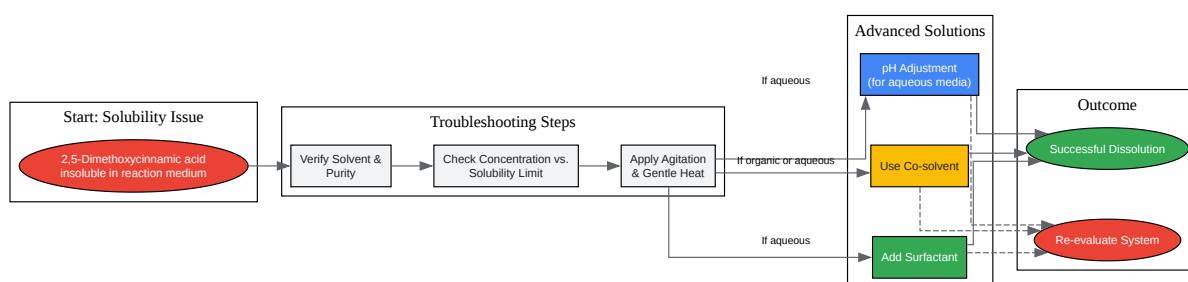 Start: Solubility Issue
2,5-Dimethoxycinnamic acid
insoluble in reaction medium
Troubleshooting Steps
Verify Solvent &
Purity
Check Concentration vs.
Solubility Limit
Apply Agitation
& Gentle Heat
If aqueous
If organic or aqueous
If aqueous
Advanced Solutions
pH Adjustment
(for aqueous media)
Use Co-solvent
Add Surfactant
Outcome
Successful Dissolution
Re-evaluate System